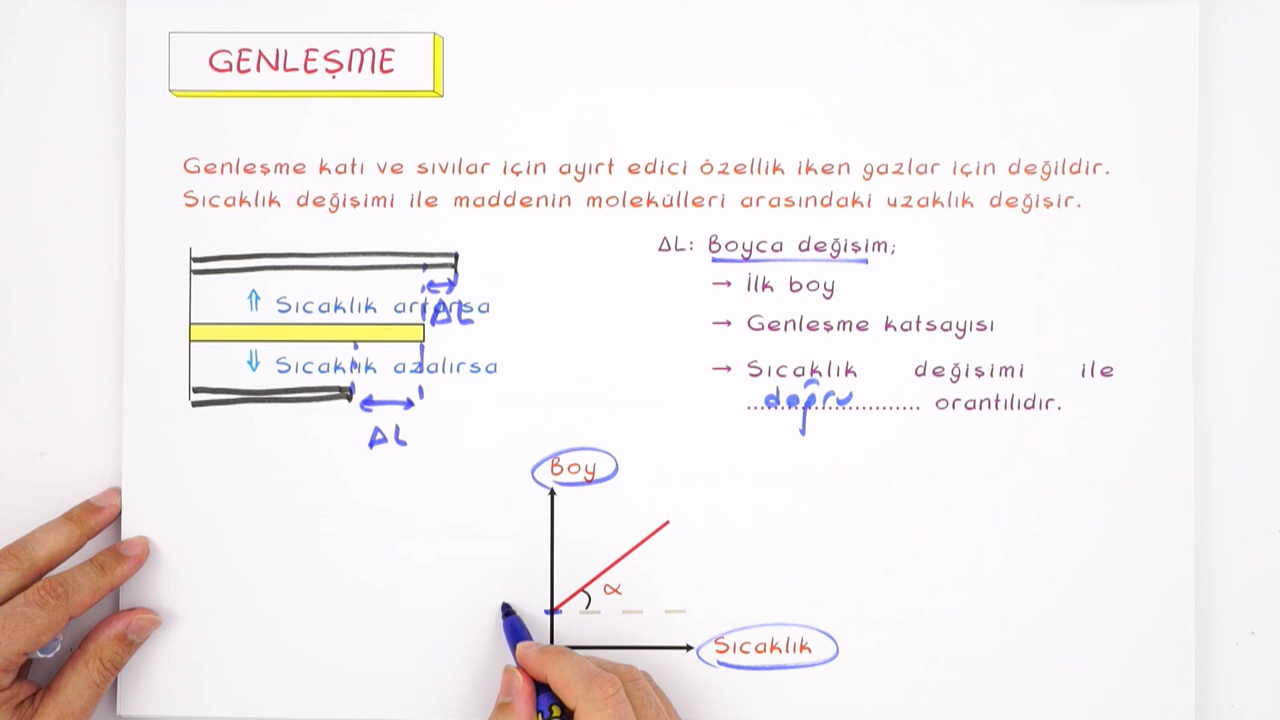 GENLEŞME
Genleşme katı ve sıvılar için ayırt edici özellik iken gazlar için değildir.
Sıcaklık değişimi ile maddenin molekülleri arasındaki uzaklık değişir.
⇑ Sıcaklık artarsa
ΔL
⇓ Sıcaklık azalırsa
ΔL
ΔL: Boyca değişim;
→ İlk boy
→ Genleşme katsayısı
→ Sıcaklık değişimi ile
doğru orantılıdır.
Boy
α
Sıcaklık